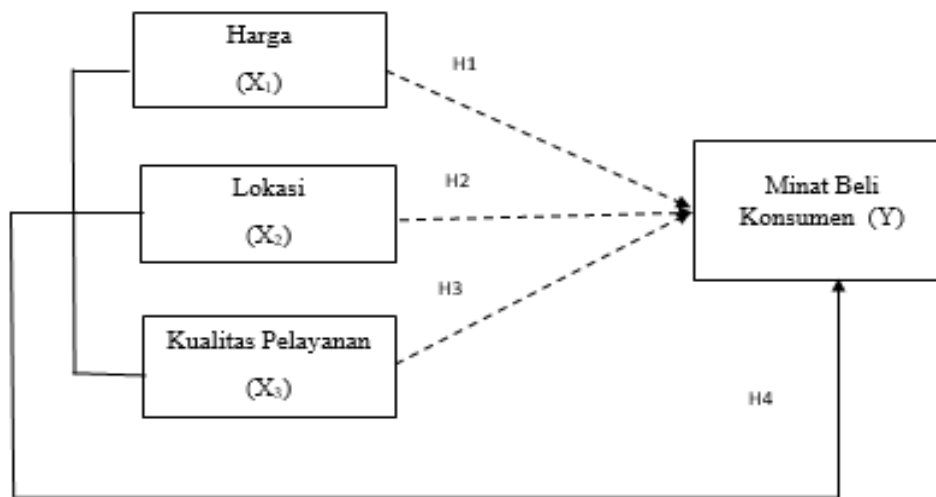 Harga
(X₁)
H1
Lokasi
(X₂)
H2
Minat Beli
Konsumen (Y)
H3
Kualitas Pelayanan
(X₃)
H4